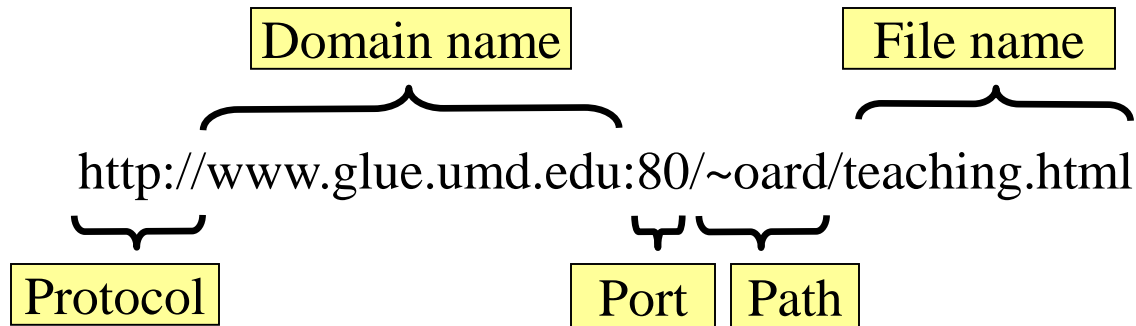 Domain name File name
http://www.glue.umd.edu:80/~oard/teaching.html
Protocol Port Path